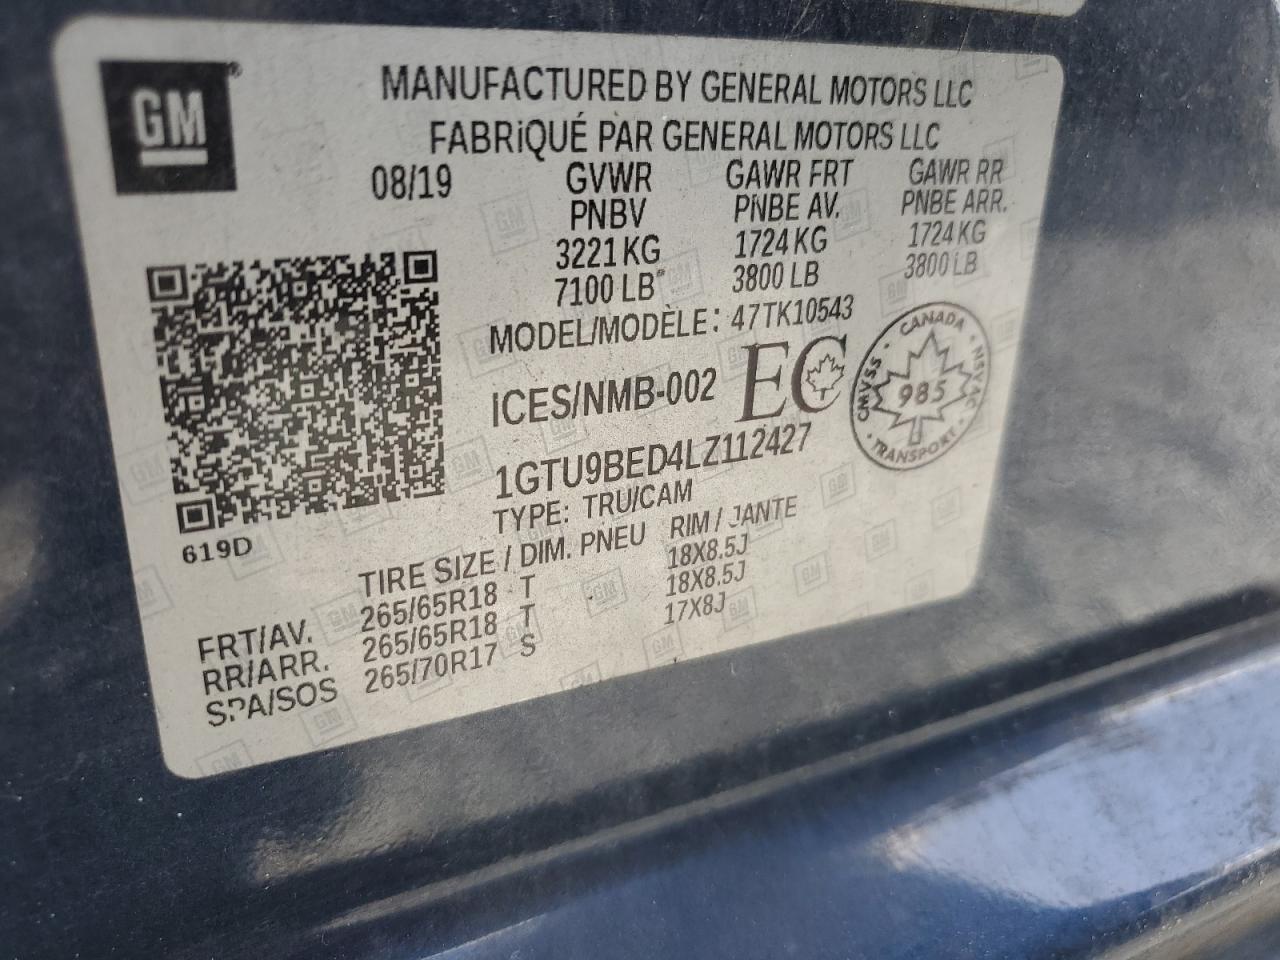 GM®
MANUFACTURED BY GENERAL MOTORS LLC
FABRiQUÉ PAR GENERAL MOTORS LLC
08/19 GVWR GAWR FRT GAWR RR
PNBV PNBE AV. PNBE ARR.
3221 KG 1724 KG 1724 KG
7100 LB* 3800 LB 3800 LB
MODEL/MODÈLE: 47TK10543
ICES/NMB-002 EC
CANADA
CMVSS 985 NSVAC
TRANSPORT
1GTU9BED4LZ112427
TYPE: TRU/CAM
619D
TIRE SIZE / DIM. PNEU RIM / JANTE
FRT/AV. 265/65R18 T 18X8.5J
RR/ARR. 265/65R18 T 18X8.5J
SPA/SOS 265/70R17 S 17X8J